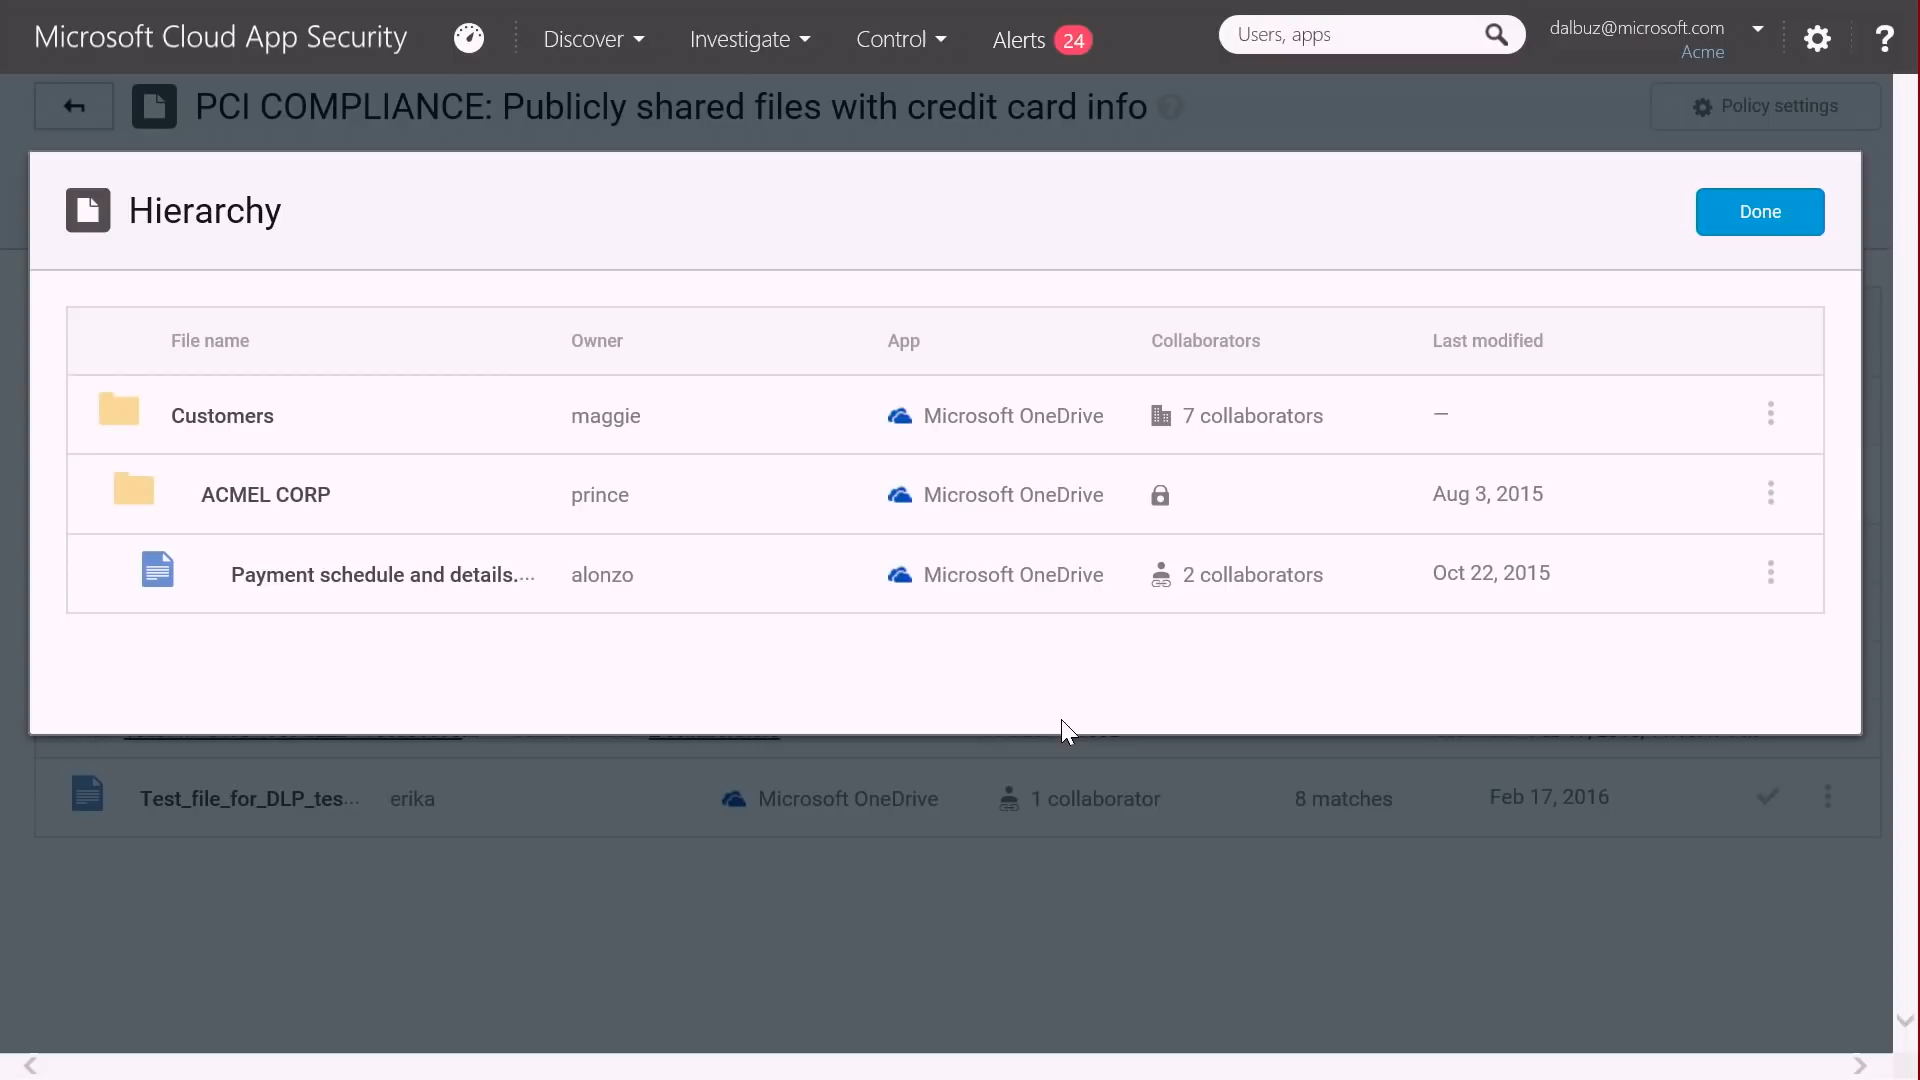 Microsoft Cloud App Security Discover Investigate Control Alerts 24 Users, apps dalbuz@microsoft.com
Acme
PCI COMPLIANCE: Publicly shared files with credit card info Policy settings
Hierarchy Done
File name Owner App Collaborators Last modified
Customers maggie Microsoft OneDrive 7 collaborators —
ACMEL CORP prince Microsoft OneDrive Aug 3, 2015
Payment schedule and details.... alonzo Microsoft OneDrive 2 collaborators Oct 22, 2015
Test_file_for_DLP_tes... erika Microsoft OneDrive 1 collaborator 8 matches Feb 17, 2016